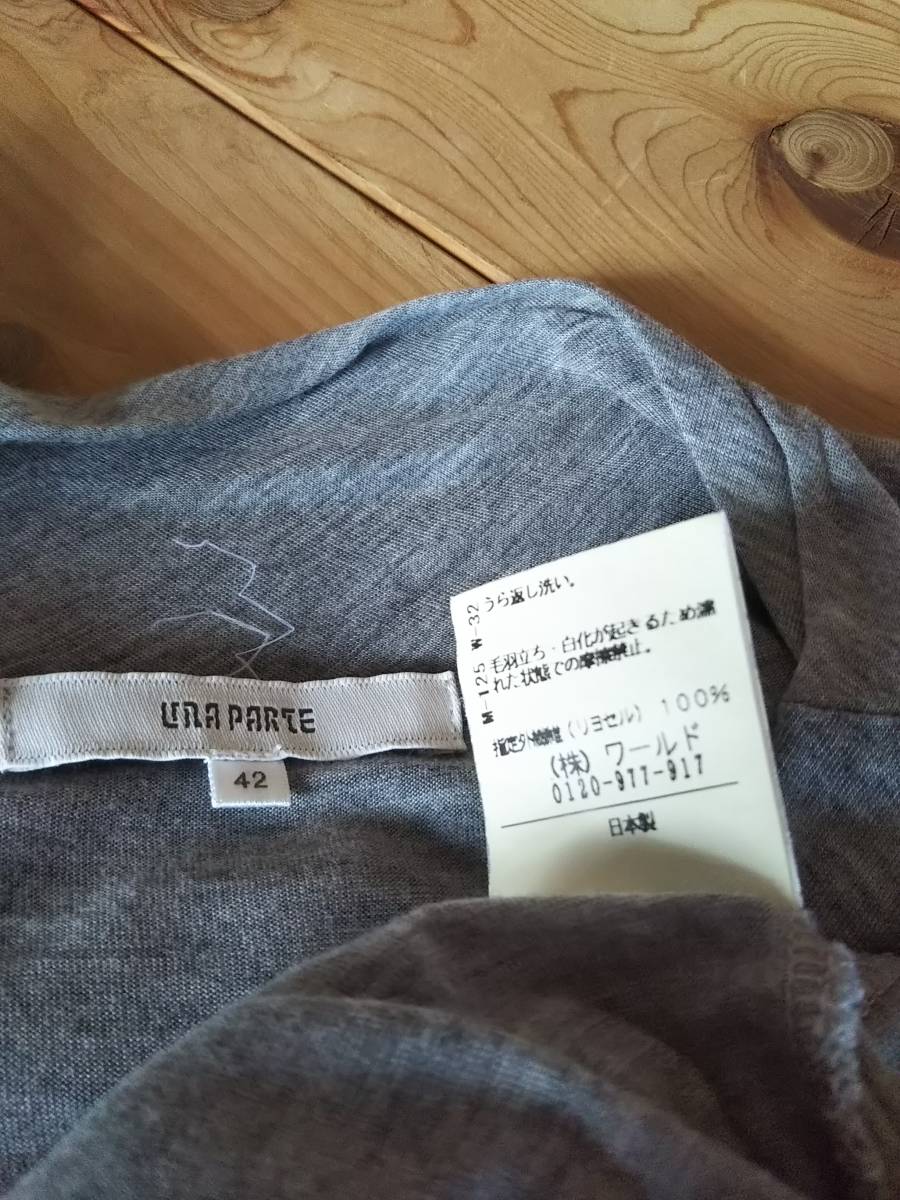 UNA PARTE
42
W-32 うら返し洗い。
W-125 毛羽立ち・白化が起きるため濡
れた状態での摩擦禁止。
指定外繊維(リヨセル) 100%
(株) ワールド
0120-977-917
日本製